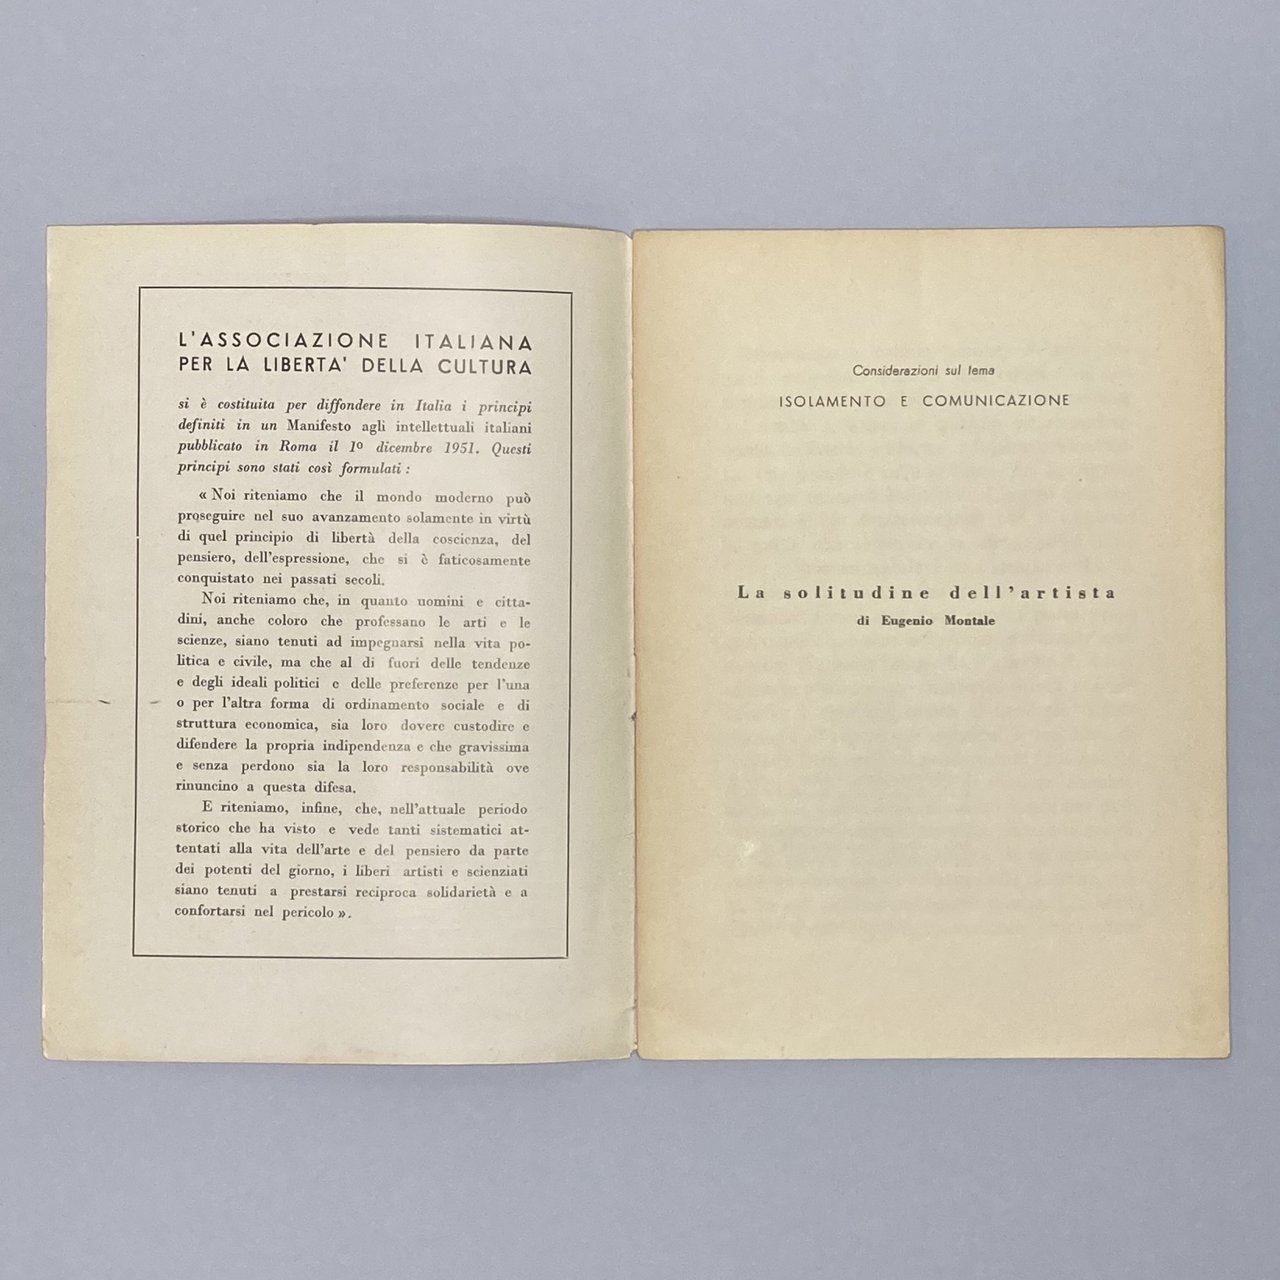 L'ASSOCIAZIONE ITALIANA
PER LA LIBERTA' DELLA CULTURA
si è costituita per diffondere in Italia i principi
definiti in un Manifesto agli intellettuali italiani
pubblicato in Roma il 1º dicembre 1951. Questi
principi sono stati così formulati :
« Noi riteniamo che il mondo moderno può
proseguire nel suo avanzamento solamente in virtù
di quel principio di libertà della coscienza, del
pensiero, dell'espressione, che si è faticosamente
conquistato nei passati secoli.
Noi riteniamo che, in quanto uomini e citta-
dini, anche coloro che professano le arti e le
scienze, siano tenuti ad impegnarsi nella vita po-
litica e civile, ma che al di fuori delle tendenze
e degli ideali politici e delle preferenze per l'una
o per l'altra forma di ordinamento sociale e di
struttura economica, sia loro dovere custodire e
difendere la propria indipendenza e che gravissima
e senza perdono sia la loro responsabilità ove
rinuncino a questa difesa.
E riteniamo, infine, che, nell'attuale periodo
storico che ha visto e vede tanti sistematici at-
tentati alla vita dell'arte e del pensiero da parte
dei potenti del giorno, i liberi artisti e scienziati
siano tenuti a prestarsi reciproca solidarietà e a
confortarsi nel pericolo ».
Considerazioni sul tema
ISOLAMENTO E COMUNICAZIONE
La solitudine dell'artista
di Eugenio Montale